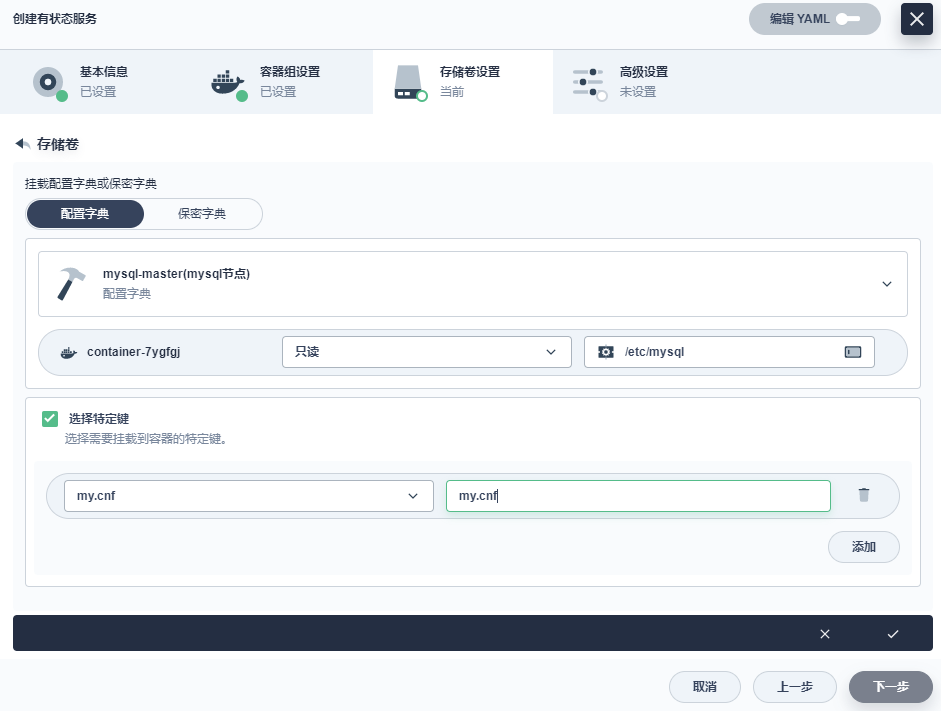 创建有状态服务
编辑 YAML
基本信息
已设置
容器组设置
已设置
存储卷设置
当前
高级设置
未设置
存储卷
挂载配置字典或保密字典
配置字典
保密字典
mysql-master(mysql节点)
配置字典
container-7ygfgj
只读
/etc/mysql
选择特定键
选择需要挂载到容器的特定键。
my.cnf
my.cnf
添加
取消
上一步
下一步